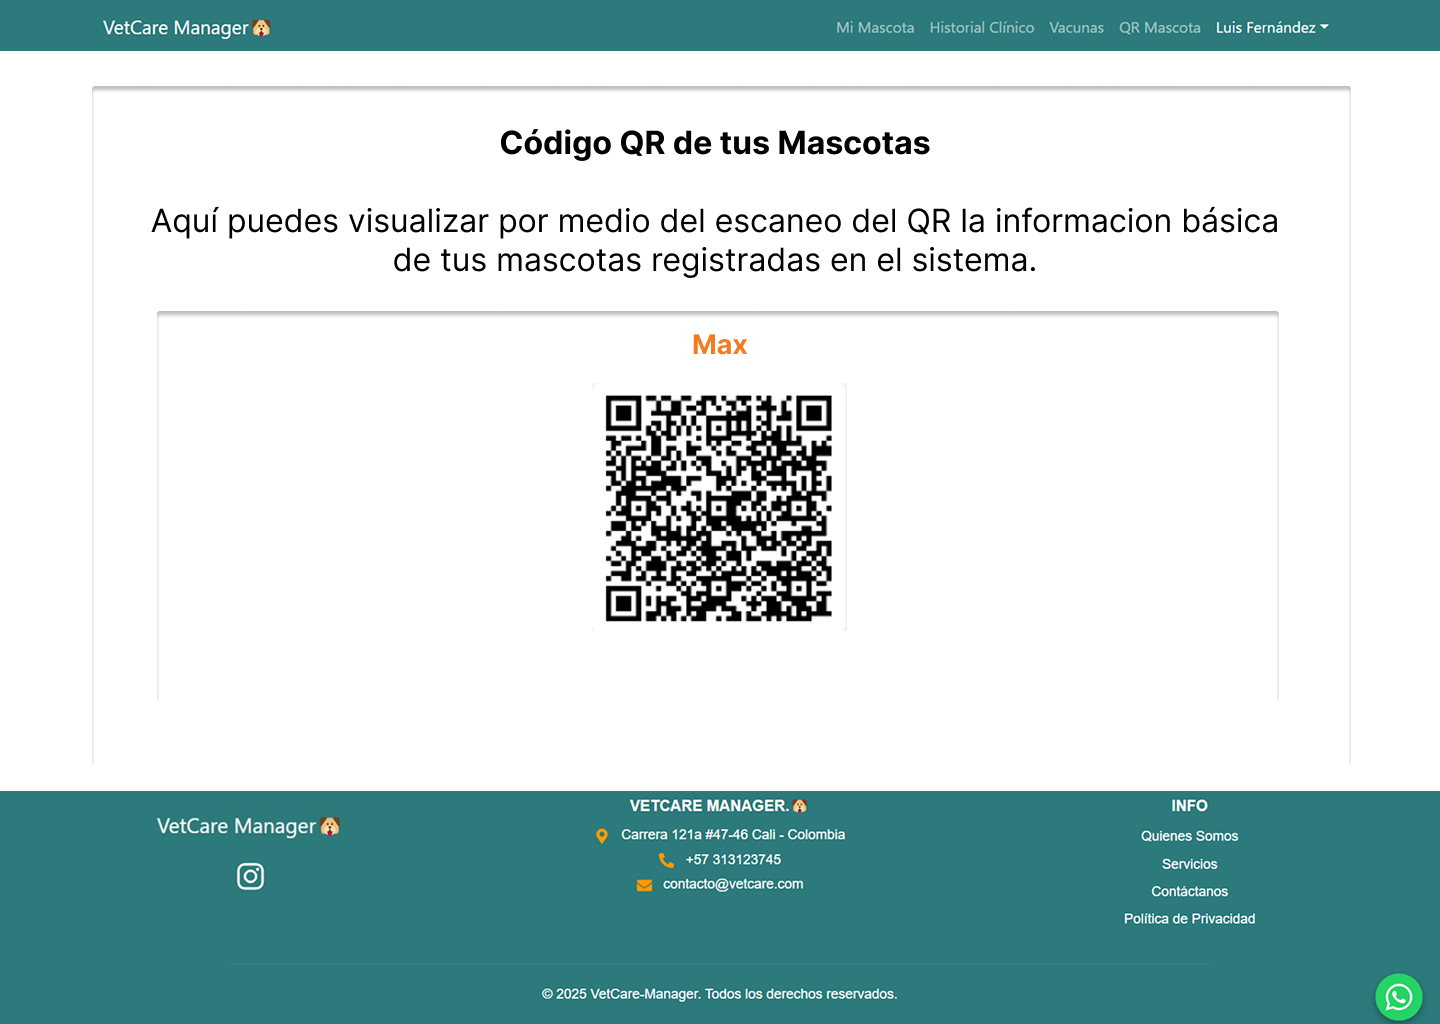 VetCare Manager
Mi Mascota Historial Clínico Vacunas QR Mascota Luis Fernández
Código QR de tus Mascotas
Aquí puedes visualizar por medio del escaneo del QR la informacion básica
de tus mascotas registradas en el sistema.
Max
VetCare Manager
VETCARE MANAGER.
Carrera 121a #47-46 Cali - Colombia
+57 313123745
contacto@vetcare.com
INFO
Quienes Somos
Servicios
Contáctanos
Política de Privacidad
© 2025 VetCare-Manager. Todos los derechos reservados.